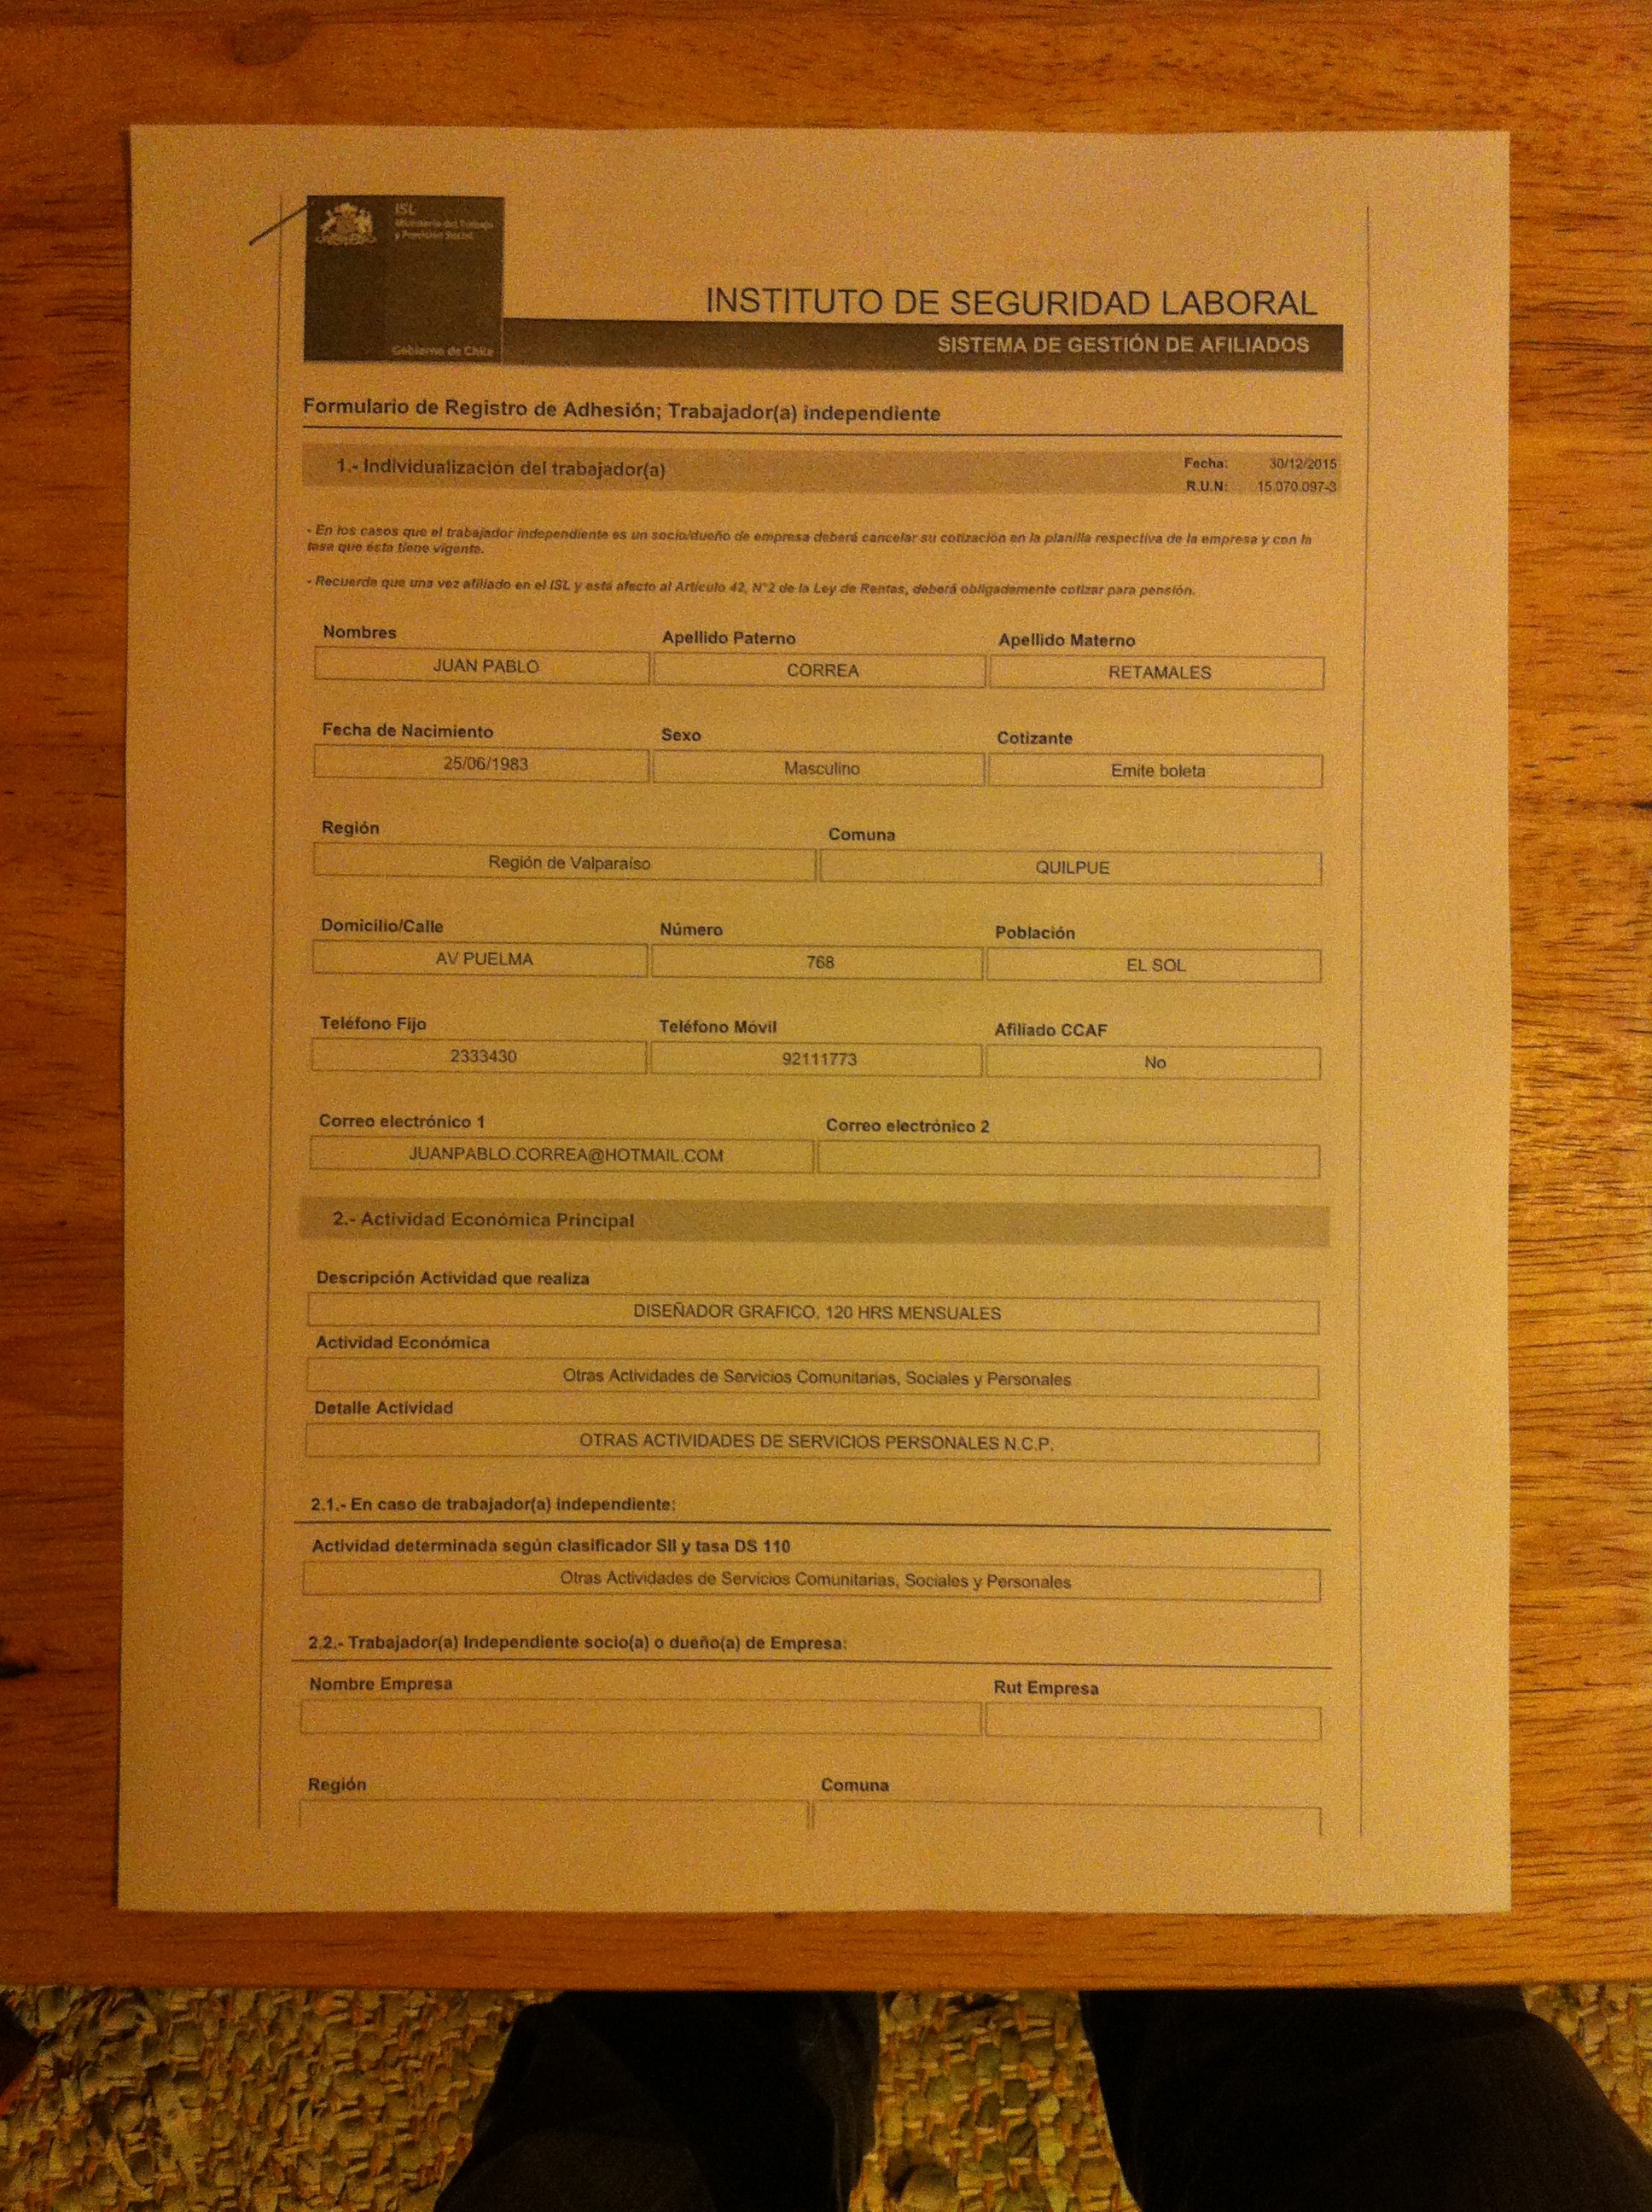 ISL
Ministerio del Trabajo
y Previsión Social
Gobierno de Chile
INSTITUTO DE SEGURIDAD LABORAL
SISTEMA DE GESTIÓN DE AFILIADOS
Formulario de Registro de Adhesión; Trabajador(a) independiente
1.- Individualización del trabajador(a)
Fecha: 30/12/2015
R.U.N: 15.070.097-3
- En los casos que el trabajador independiente es un socio/dueño de empresa deberá cancelar su cotización en la planilla respectiva de la empresa y con la
tasa que ésta tiene vigente.
- Recuerde que una vez afiliado en el ISL y está afecto al Artículo 42, N°2 de la Ley de Rentas, deberá obligadamente cotizar para pensión.
Nombres Apellido Paterno Apellido Materno
JUAN PABLO CORREA RETAMALES
Fecha de Nacimiento Sexo Cotizante
25/06/1983 Masculino Emite boleta
Región Comuna
Región de Valparaíso QUILPUE
Domicilio/Calle Número Población
AV PUELMA 768 EL SOL
Teléfono Fijo Teléfono Móvil Afiliado CCAF
2333430 92111773 No
Correo electrónico 1 Correo electrónico 2
JUANPABLO.CORREA@HOTMAIL.COM
2.- Actividad Económica Principal
Descripción Actividad que realiza
DISEÑADOR GRAFICO, 120 HRS MENSUALES
Actividad Económica
Otras Actividades de Servicios Comunitarias, Sociales y Personales
Detalle Actividad
OTRAS ACTIVIDADES DE SERVICIOS PERSONALES N.C.P.
2.1.- En caso de trabajador(a) independiente:
Actividad determinada según clasificador SII y tasa DS 110
Otras Actividades de Servicios Comunitarias, Sociales y Personales
2.2.- Trabajador(a) Independiente socio(a) o dueño(a) de Empresa:
Nombre Empresa Rut Empresa
Región Comuna